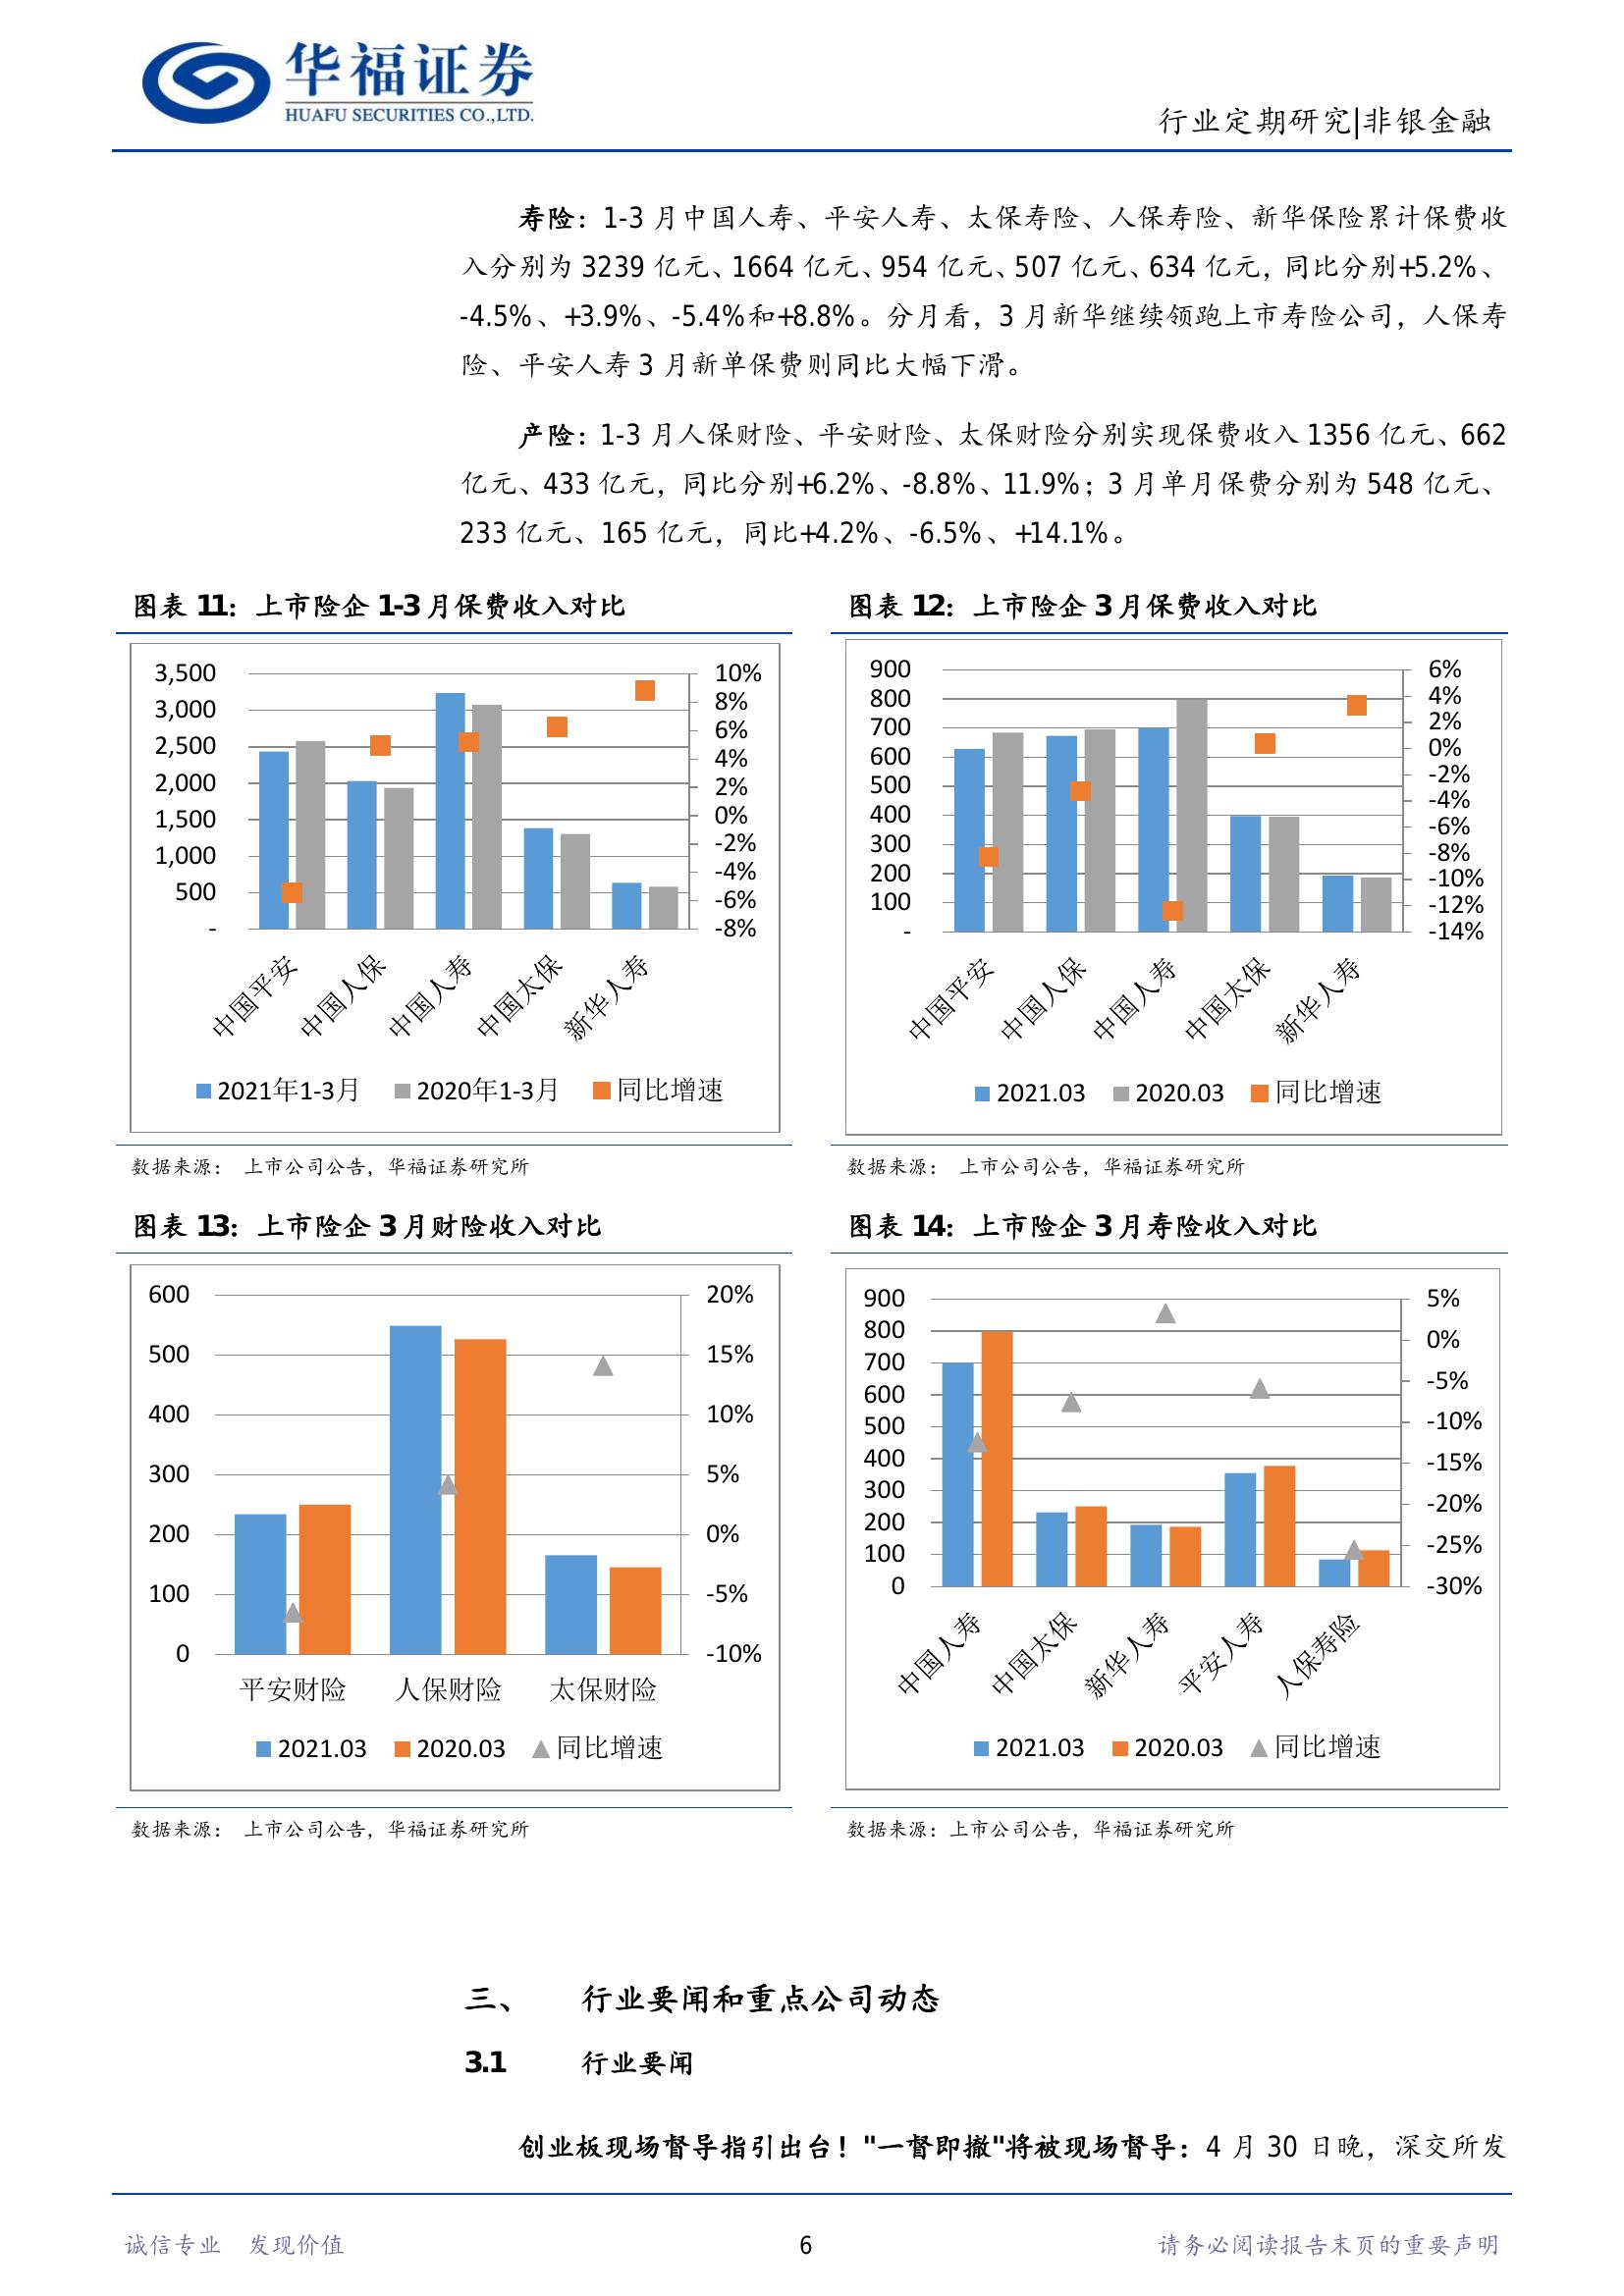 华福证券
HUAFU SECURITIES CO.,LTD.
行业定期研究|非银金融
寿险：1-3 月中国人寿、平安人寿、太保寿险、人保寿险、新华保险累计保费收
入分别为 3239 亿元、1664 亿元、954 亿元、507 亿元、634 亿元，同比分别+5.2%、
-4.5%、+3.9%、-5.4%和+8.8%。分月看，3 月新华继续领跑上市寿险公司，人保寿
险、平安人寿 3 月新单保费则同比大幅下滑。
产险：1-3 月人保财险、平安财险、太保财险分别实现保费收入 1356 亿元、662
亿元、433 亿元，同比分别+6.2%、-8.8%、11.9%；3 月单月保费分别为 548 亿元、
233 亿元、165 亿元，同比+4.2%、-6.5%、+14.1%。
图表 11：上市险企 1-3 月保费收入对比
3,500
3,000
2,500
2,000
1,500
1,000
500
-
10%
8%
6%
4%
2%
0%
-2%
-4%
-6%
-8%
中国平安
中国人保
中国人寿
中国太保
新华人寿
2021年1-3月 2020年1-3月 同比增速
数据来源： 上市公司公告，华福证券研究所
图表 12：上市险企 3 月保费收入对比
900
800
700
600
500
400
300
200
100
-
6%
4%
2%
0%
-2%
-4%
-6%
-8%
-10%
-12%
-14%
中国平安
中国人保
中国人寿
中国太保
新华人寿
2021.03 2020.03 同比增速
数据来源： 上市公司公告，华福证券研究所
图表 13：上市险企 3 月财险收入对比
600
500
400
300
200
100
0
20%
15%
10%
5%
0%
-5%
-10%
平安财险 人保财险 太保财险
2021.03 2020.03 同比增速
数据来源： 上市公司公告，华福证券研究所
图表 14：上市险企 3 月寿险收入对比
900
800
700
600
500
400
300
200
100
0
5%
0%
-5%
-10%
-15%
-20%
-25%
-30%
中国人寿
中国太保
新华人寿
平安人寿
人保寿险
2021.03 2020.03 同比增速
数据来源：上市公司公告，华福证券研究所
三、 行业要闻和重点公司动态
3.1 行业要闻
创业板现场督导指引出台！"一督即撤"将被现场督导：4 月 30 日晚，深交所发
诚信专业 发现价值
6
请务必阅读报告末页的重要声明